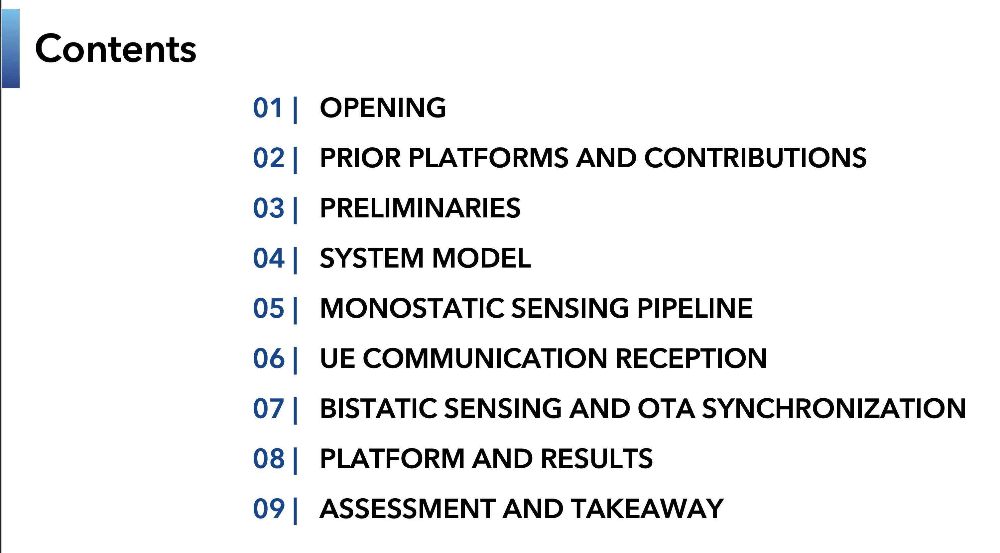 Contents
01 | OPENING
02 | PRIOR PLATFORMS AND CONTRIBUTIONS
03 | PRELIMINARIES
04 | SYSTEM MODEL
05 | MONOSTATIC SENSING PIPELINE
06 | UE COMMUNICATION RECEPTION
07 | BISTATIC SENSING AND OTA SYNCHRONIZATION
08 | PLATFORM AND RESULTS
09 | ASSESSMENT AND TAKEAWAY